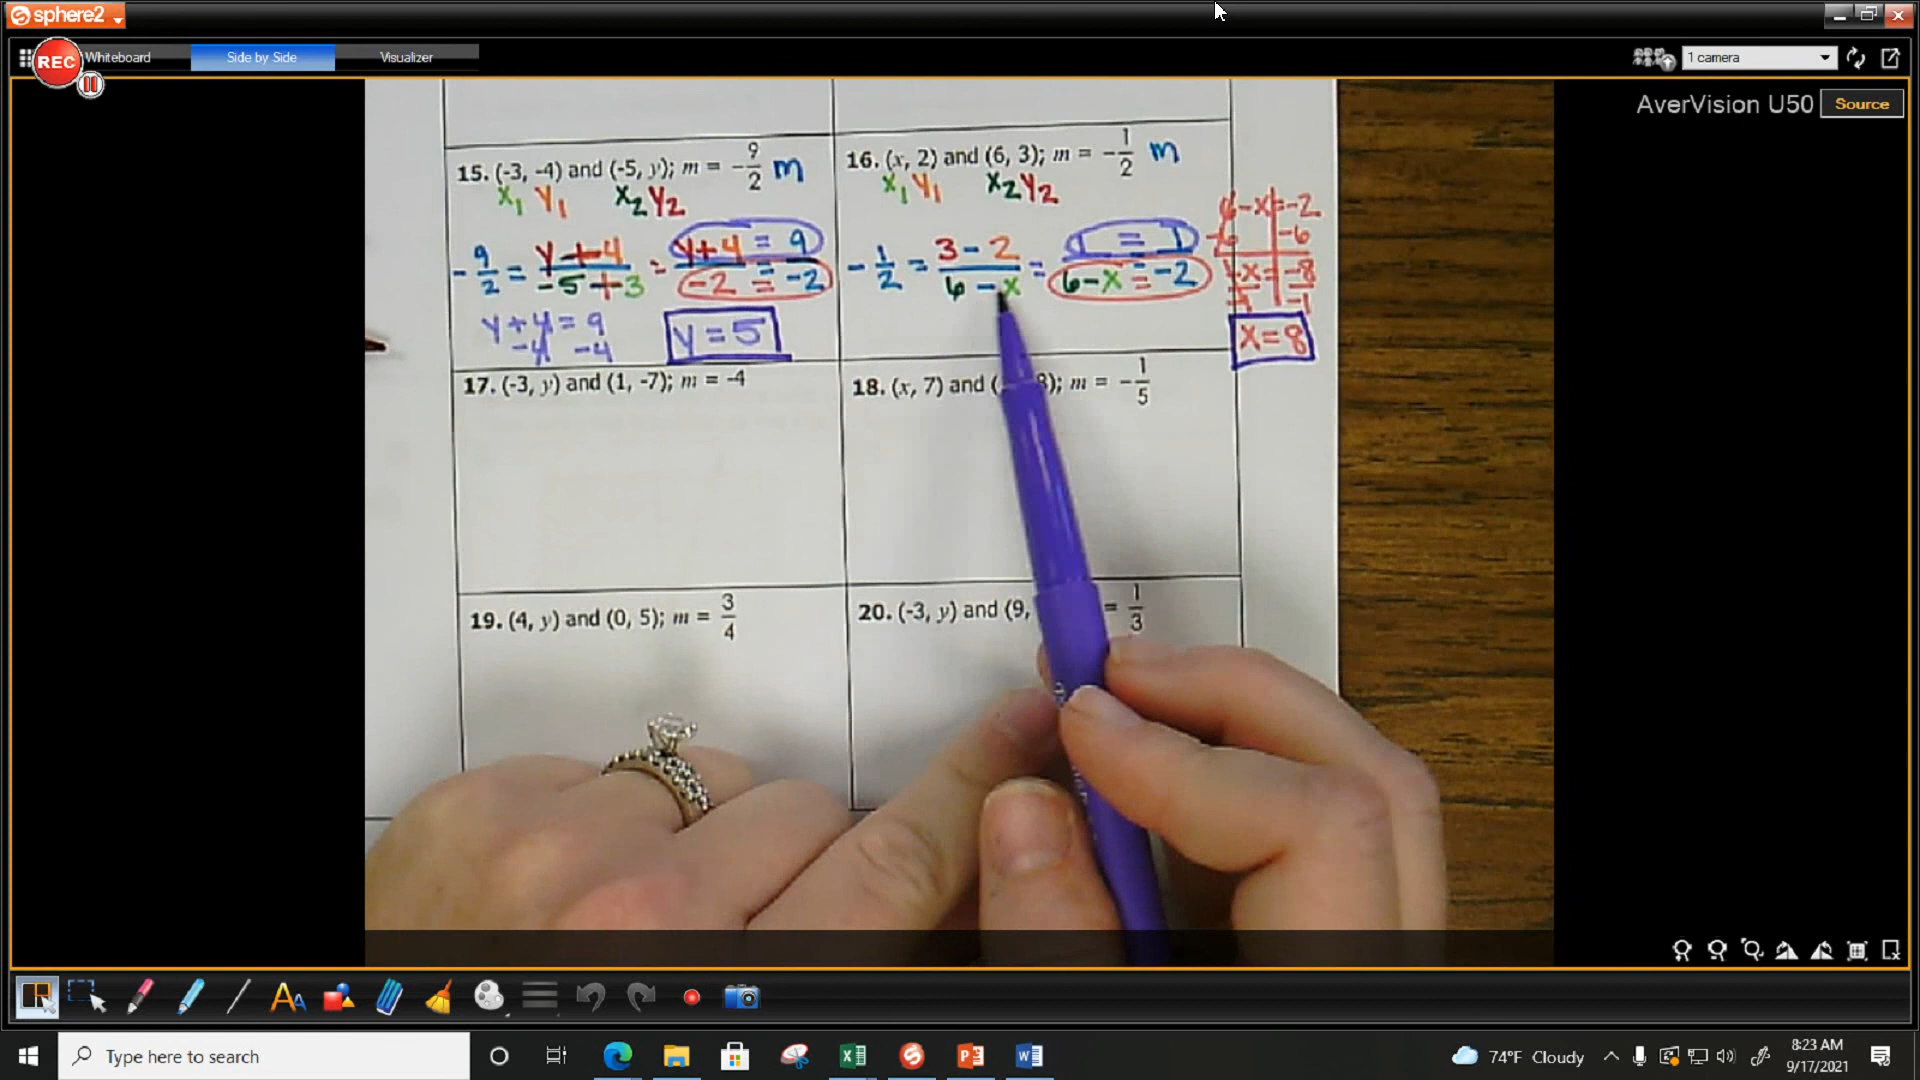 sphere2
REC
Whiteboard
Side by Side
Visualizer
1 camera
AverVision U50
Source
15. (-3, -4) and (-5, y); m = -9/2 m
x₁ y₁ x₂ y₂
-9/2 = y+4/-5+3 = y+4 = 9/-2 = -2
y+4=9
-4 -4
y=5
16. (x, 2) and (6, 3); m = -1/2 m
x₁ y₁ x₂ y₂
-1/2 = 3-2/6-x = 1 = 1/6-x = -2
6-x=-2
-6 -6
-x=-8
-1 -1
x=8
17. (-3, y) and (1, -7); m = -4
18. (x, 7) and ( 8); m = -1/5
19. (4, y) and (0, 5); m = 3/4
20. (-3, y) and (9, = 1/3
Type here to search
74°F Cloudy
8:23 AM
9/17/2021